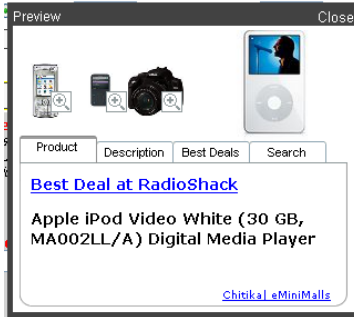 Preview Close
Product Description Best Deals Search
Best Deal at RadioShack
Apple iPod Video White (30 GB,
MA002LL/A) Digital Media Player
Chitika| eMiniMalls